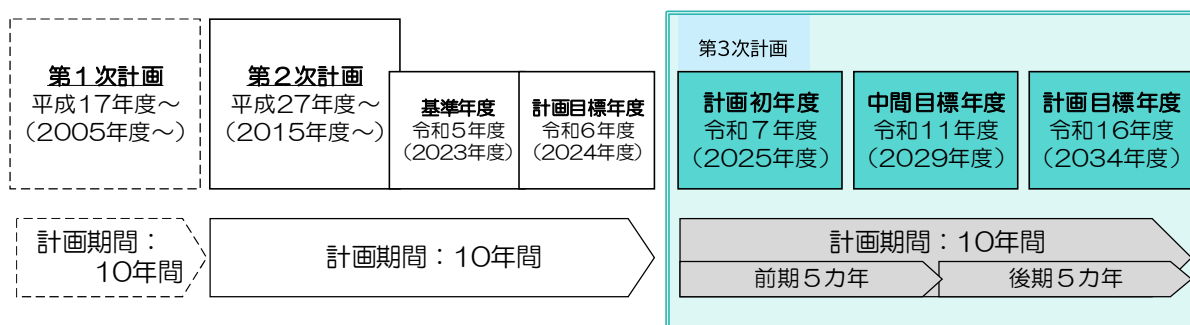 第１次計画
平成17年度～
（2005年度～）
第２次計画
平成27年度～
（2015年度～）
基準年度
令和５年度
（2023年度）
計画目標年度
令和６年度
（2024年度）
第3次計画
計画初年度
令和７年度
（2025年度）
中間目標年度
令和11年度
（2029年度）
計画目標年度
令和16年度
（2034年度）
計画期間：
10年間
計画期間：10年間
計画期間：10年間
前期５カ年
後期５カ年